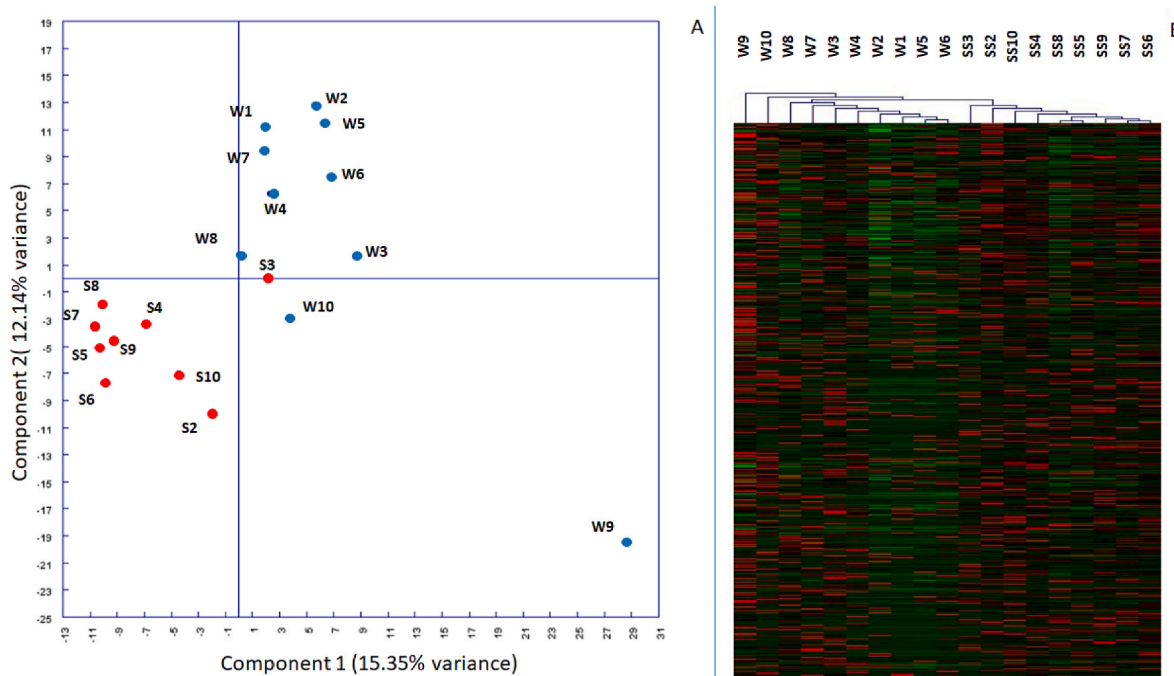 A
19
17
15
13
11
9
7
5
3
1
-1
-3
-5
-7
-9
-11
-13
-15
-17
-19
-21
-23
-25
Component 2( 12.14% variance)
W2
W1
W5
W7
W6
W4
W8
W3
S3
S8
W10
S7
S4
S5
S9
S10
S6
S2
W9
-13 -11 -9 -7 -5 -3 -1 1 3 5 7 9 11 13 15 17 19 21 23 25 27 29 31
Component 1 (15.35% variance)
W9 W10 W8 W7 W3 W4 W2 W1 W5 W6 SS3 SS2 SS10 SS4 SS8 SS5 SS9 SS7 SS6